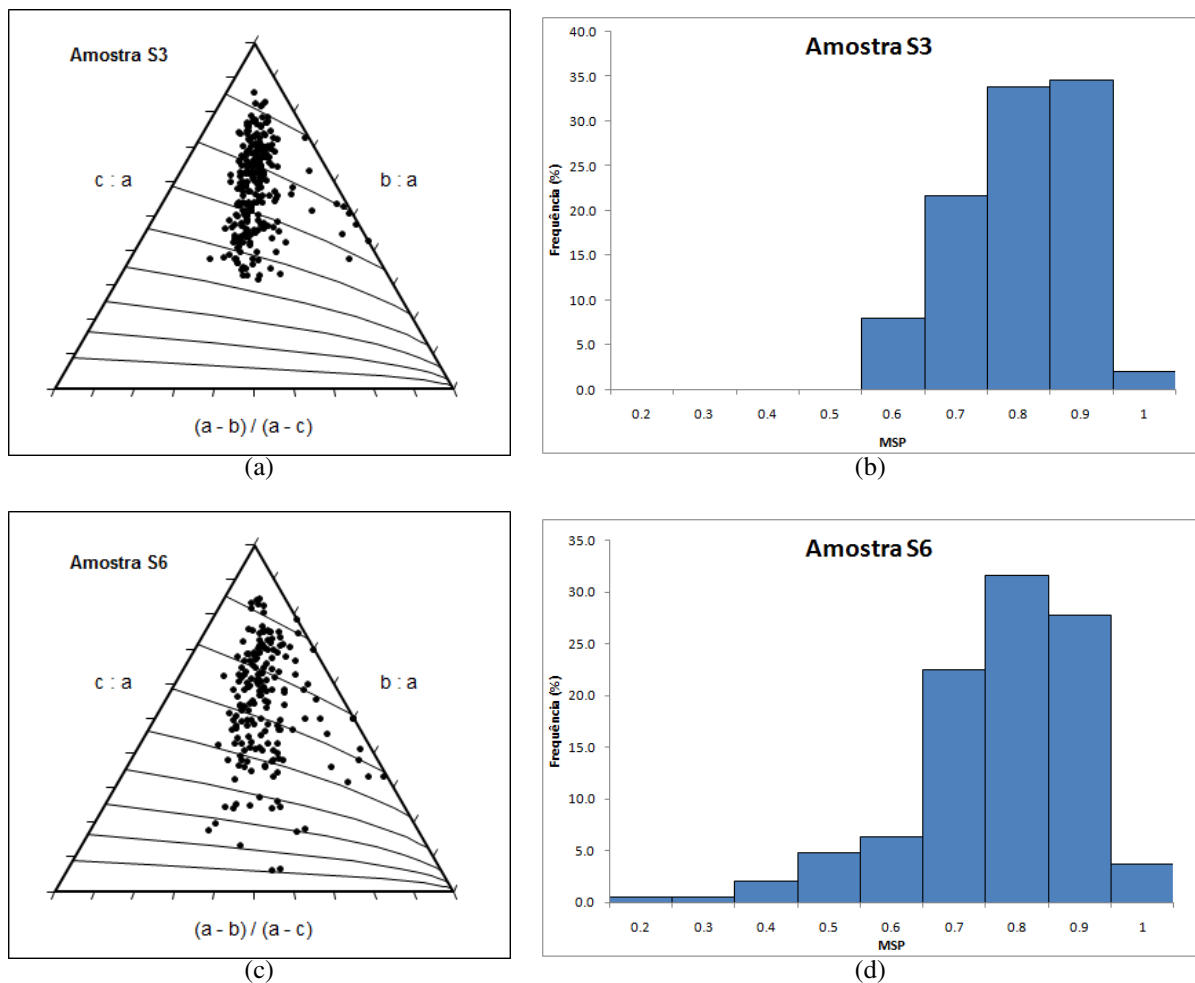 Amostra S3
c : a
b : a
(a - b) / (a - c)
(a)
Amostra S3
Frequência (%)
40.0
35.0
30.0
25.0
20.0
15.0
10.0
5.0
0.0
0.2 0.3 0.4 0.5 0.6 0.7 0.8 0.9 1
MSP
(b)
Amostra S6
c : a
b : a
(a - b) / (a - c)
(c)
Amostra S6
Frequência (%)
35.0
30.0
25.0
20.0
15.0
10.0
5.0
0.0
0.2 0.3 0.4 0.5 0.6 0.7 0.8 0.9 1
MSP
(d)